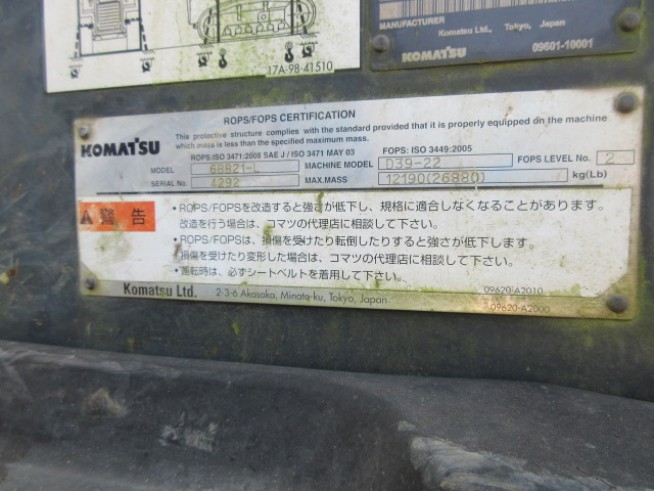 17A-98-41510
MANUFACTURER
Komatsu Ltd., Tokyo, Japan
KOMATSU 09601-10001
ROPS/FOPS CERTIFICATION
KOMATSU
This protective structure complies with the standard provided that it is properly equipped on the machine
which mass is less than the specified maximum mass.
ROPS: ISO 3471:2005 SAE J / ISO 3471 MAY 03 FOPS: ISO 3449:2005
MODEL 6B821-L MACHINE MODEL D39-22 FOPS LEVEL No. 2
SERIAL No. 4292 MAX.MASS 12190(26880) kg(Lb)
警告
・ROPS/FOPSを改造すると強さが低下し、規格に適合しなくなることがあります。
改造を行う場合は、コマツの代理店に相談して下さい。
・ROPS/FOPSは、損傷を受けたり転倒したりすると強さが低下します。
損傷を受けたり変形した場合は、コマツの代理店に相談して下さい。
・運転時は、必ずシートベルトを着用して下さい。
09620-A2010
Komatsu Ltd. 2-3-6 Akasaka, Minato-ku, Tokyo, Japan
09620-A2000